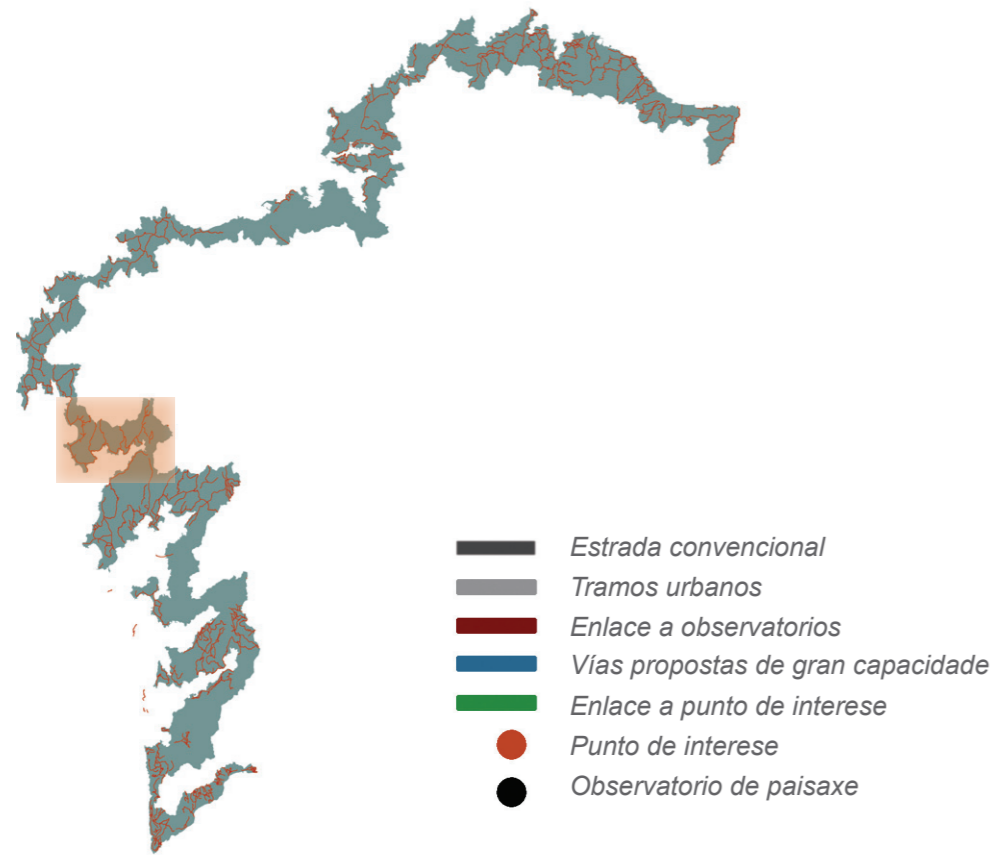 Estrada convencional
Tramos urbanos
Enlace a observatorios
Vías propostas de gran capacidade
Enlace a punto de interese
Punto de interese
Observatorio de paisaxe